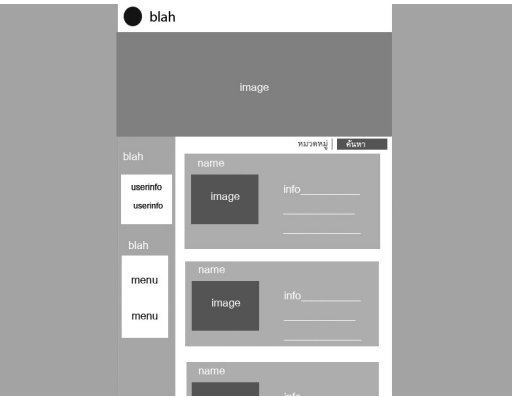 blah
image
หมวดหมู่ ค้นหา
blah
userinfo
userinfo
blah
menu
menu
name
image
info
name
image
info
name
info